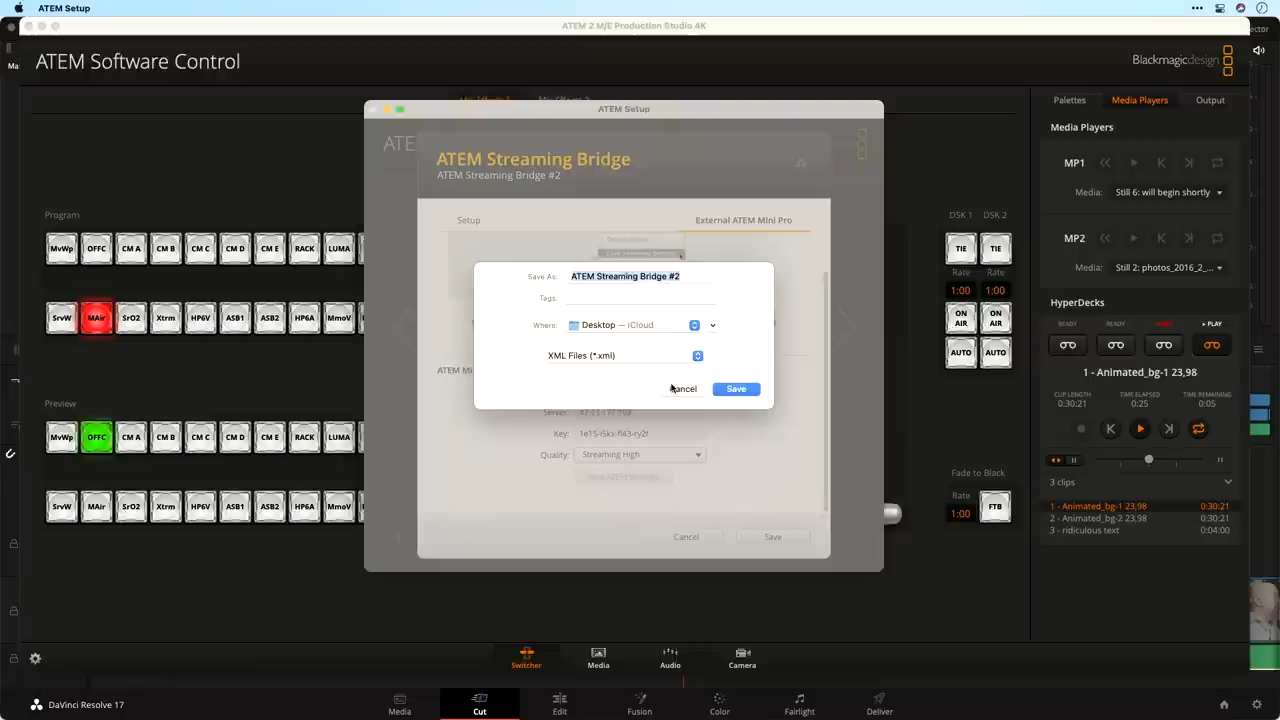 ATEM Setup
ATEM 2 M/E Production Studio 4K
ATEM Software Control
Blackmagicdesign
ATEM Setup
ATE
ATEM Streaming Bridge
ATEM Streaming Bridge #2
Setup
External ATEM Mini Pro
Save As:
ATEM Streaming Bridge #2
Tags:
Where:
Desktop — iCloud
XML Files (*.xml)
Cancel
Save
ATEM Mi
Server:
Key:
Quality:
Streaming High
Cancel
Save
Program
MvWp
OFFC
CM A
CM B
CM C
CM D
CM E
RACK
LUMA
SrvW
MAir
SrO2
Xtrm
HP6V
ASB1
ASB2
HP6A
MmoV
Preview
MvWp
OFFC
CM A
CM B
CM C
CM D
CM E
RACK
LUMA
SrvW
MAir
SrO2
Xtrm
HP6V
ASB1
ASB2
HP6A
MmoV
DSK 1
DSK 2
TIE
TIE
Rate
Rate
1:00
1:00
ON AIR
ON AIR
AUTO
AUTO
Fade to Black
Rate
1:00
FTB
Palettes
Media Players
Output
Media Players
MP1
Media:
Still 6: will begin shortly
MP2
Media:
Still 2: photos_2016_2_...
HyperDecks
READY
READY
PLAY
1 - Animated_bg-1 23,98
CLIP LENGTH
TIME ELAPSED
TIME REMAINING
0:30:21
0:25
0:05
3 clips
1 - Animated_bg-1 23,98
0:30:21
2 - Animated_bg-2 23,98
0:30:21
3 - ridiculous text
0:04:00
Switcher
Media
Audio
Camera
DaVinci Resolve 17
Media
Cut
Edit
Fusion
Color
Fairlight
Deliver